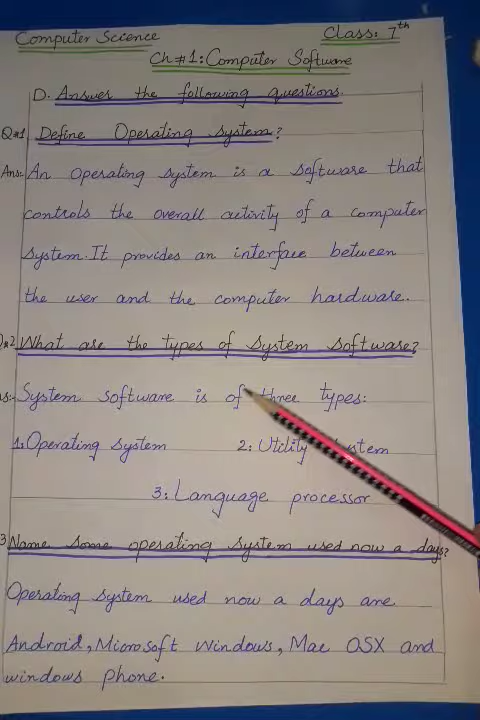 Computer Science
Class: 7th
Ch # 1: Computer Software
D. Answer the following questions.
Q#1 Define Operating system?
Ans: An Operating system is a software that
controls the overall activity of a computer
system. It provides an interface between
the user and the computer hardware.
Q#2 What are the types of System Software?
s: System software is of three types:
1: Operating system 2: Utility system
3: Language processor
3 Name some operating system used now a days?
Operating system used now a days are
Android, Microsoft windows, Mac OSX and
windows phone.